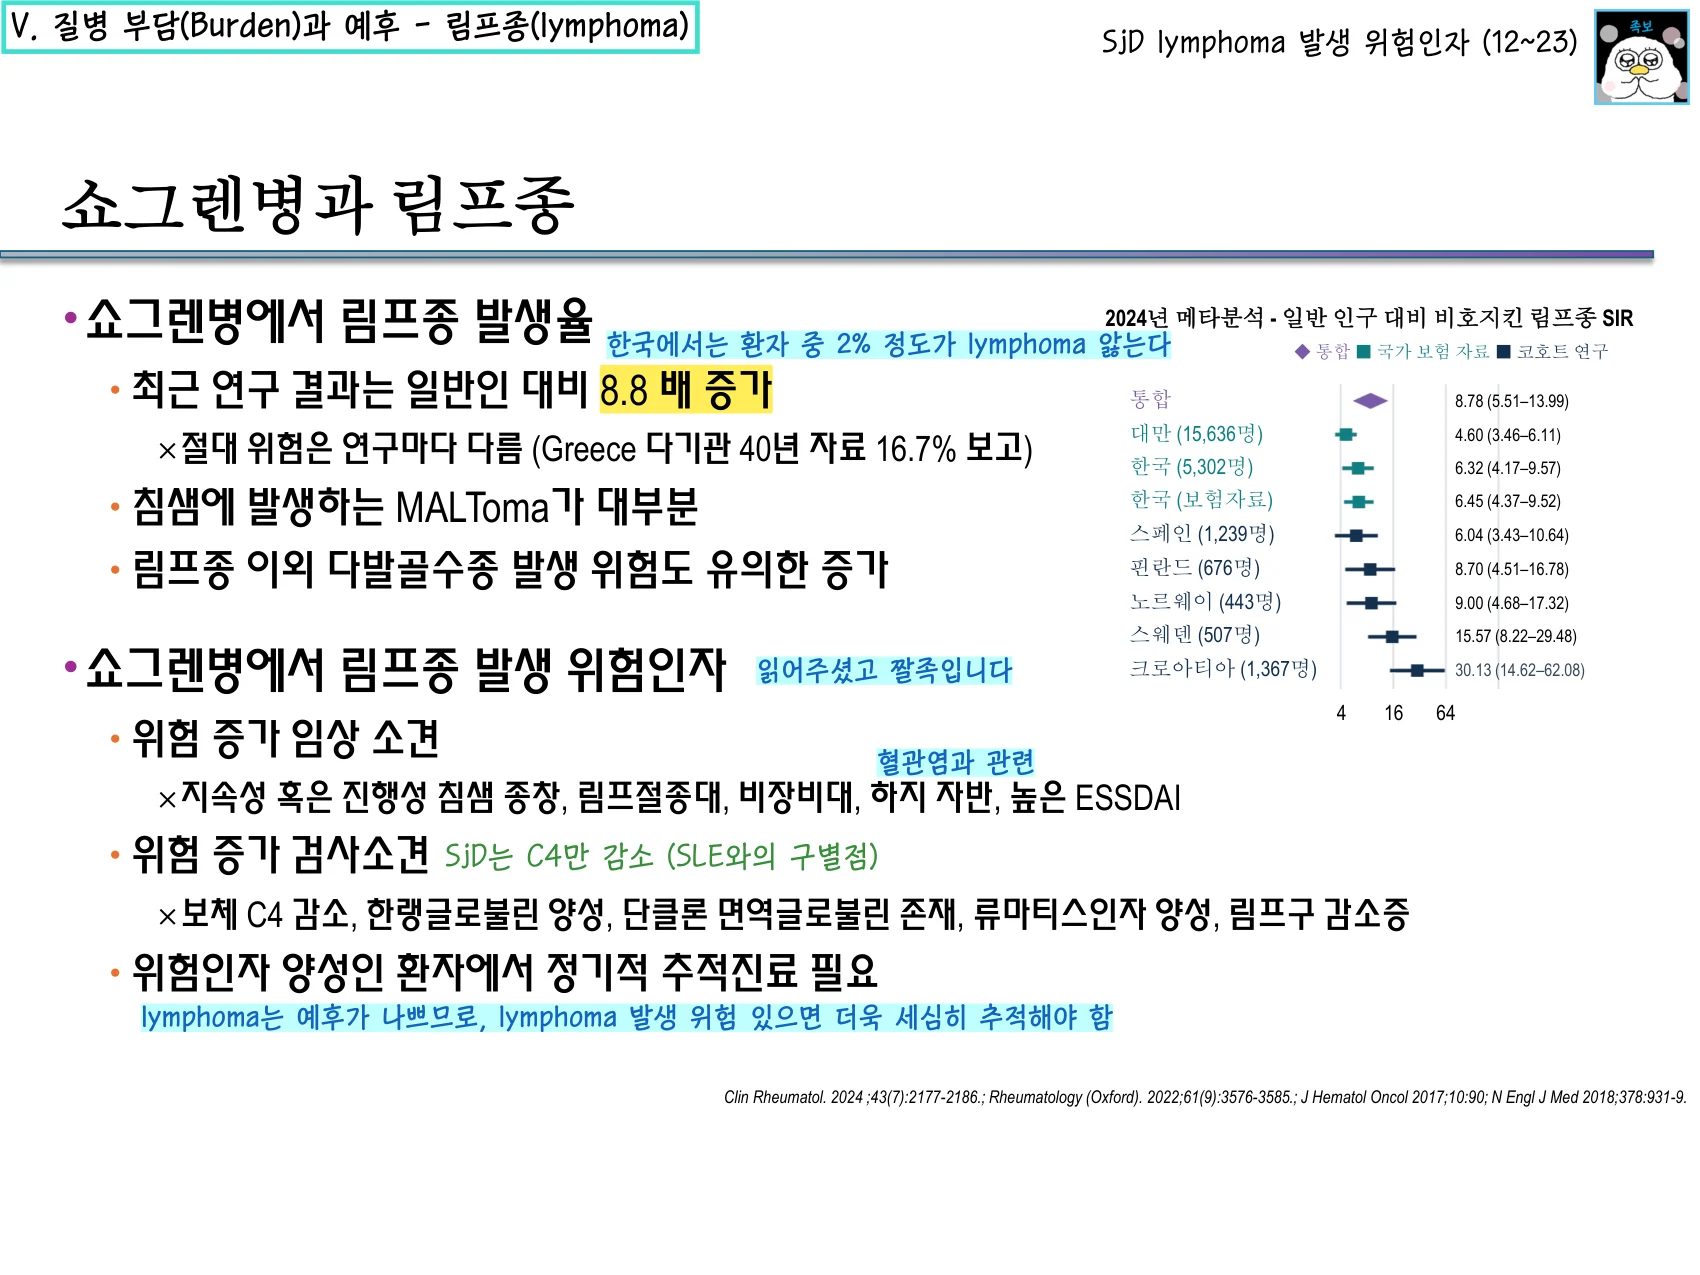 V. 질병 부담(Burden)과 예후 - 림프종(lymphoma)
SjD lymphoma 발생 위험인자 (12~23)
족보
쇼그렌병과 림프종
•쇼그렌병에서 림프종 발생율
한국에서는 환자 중 2% 정도가 lymphoma 앓는다
• 최근 연구 결과는 일반인 대비 8.8 배 증가
×절대 위험은 연구마다 다름 (Greece 다기관 40년 자료 16.7% 보고)
• 침샘에 발생하는 MALToma가 대부분
• 림프종 이외 다발골수종 발생 위험도 유의한 증가
•쇼그렌병에서 림프종 발생 위험인자 읽어주셨고 짤족입니다
• 위험 증가 임상 소견
혈관염과 관련
×지속성 혹은 진행성 침샘 종창, 림프절종대, 비장비대, 하지 자반, 높은 ESSDAI
• 위험 증가 검사소견 SjD는 C4만 감소 (SLE와의 구별점)
×보체 C4 감소, 한랭글로불린 양성, 단클론 면역글로불린 존재, 류마티스인자 양성, 림프구 감소증
• 위험인자 양성인 환자에서 정기적 추적진료 필요
lymphoma는 예후가 나쁘므로, lymphoma 발생 위험 있으면 더욱 세심히 추적해야 함
2024년 메타분석 - 일반 인구 대비 비호지킨 림프종 SIR
통합 국가 보험 자료 코호트 연구
통합 8.78 (5.51–13.99)
대만 (15,636명) 4.60 (3.46–6.11)
한국 (5,302명) 6.32 (4.17–9.57)
한국 (보험자료) 6.45 (4.37–9.52)
스페인 (1,239명) 6.04 (3.43–10.64)
핀란드 (676명) 8.70 (4.51–16.78)
노르웨이 (443명) 9.00 (4.68–17.32)
스웨덴 (507명) 15.57 (8.22–29.48)
크로아티아 (1,367명) 30.13 (14.62–62.08)
4 16 64
Clin Rheumatol. 2024 ;43(7):2177-2186.; Rheumatology (Oxford). 2022;61(9):3576-3585.; J Hematol Oncol 2017;10:90; N Engl J Med 2018;378:931-9.